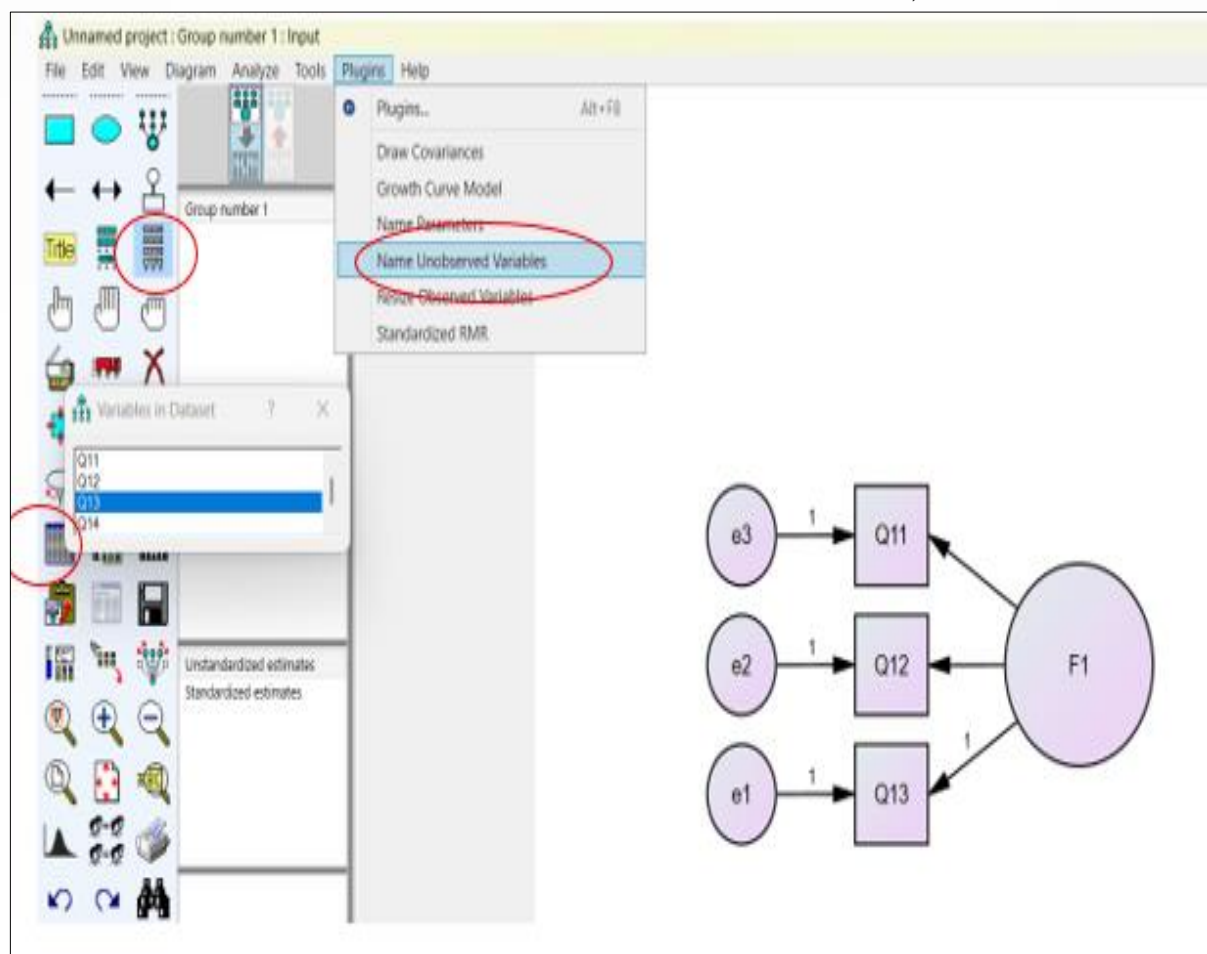 Unnamed project : Group number 1 : Input
File Edit View Diagram Analyze Tools Plugins Help
Plugins... Alt+F8
Draw Covariances
Growth Curve Model
Name Parameters
Name Unobserved Variables
Resize Observed Variables
Standardized RMR
Title
Group number 1
Variables in Dataset ? X
Q11
Q12
Q13
Q14
Unstandardized estimates
Standardized estimates
e3 1 Q11
e2 1 Q12 F1
1
e1 1 Q13